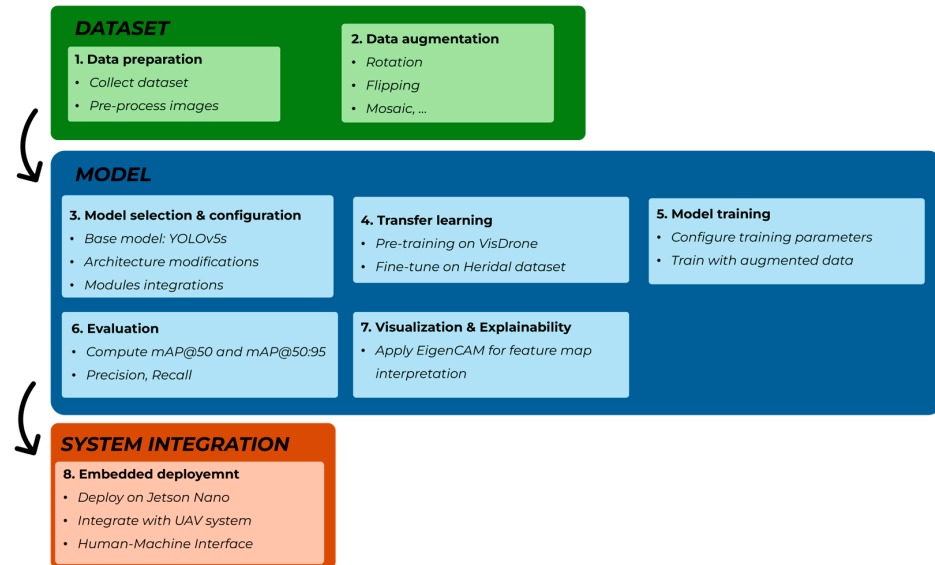 DATASET
1. Data preparation
• Collect dataset
• Pre-process images
2. Data augmentation
• Rotation
• Flipping
• Mosaic, ...
MODEL
3. Model selection & configuration
• Base model: YOLOv5s
• Architecture modifications
• Modules integrations
4. Transfer learning
• Pre-training on VisDrone
• Fine-tune on Heridal dataset
5. Model training
• Configure training parameters
• Train with augmented data
6. Evaluation
• Compute mAP@50 and mAP@50:95
• Precision, Recall
7. Visualization & Explainability
• Apply EigenCAM for feature map
interpretation
SYSTEM INTEGRATION
8. Embedded deployemnt
• Deploy on Jetson Nano
• Integrate with UAV system
• Human-Machine Interface